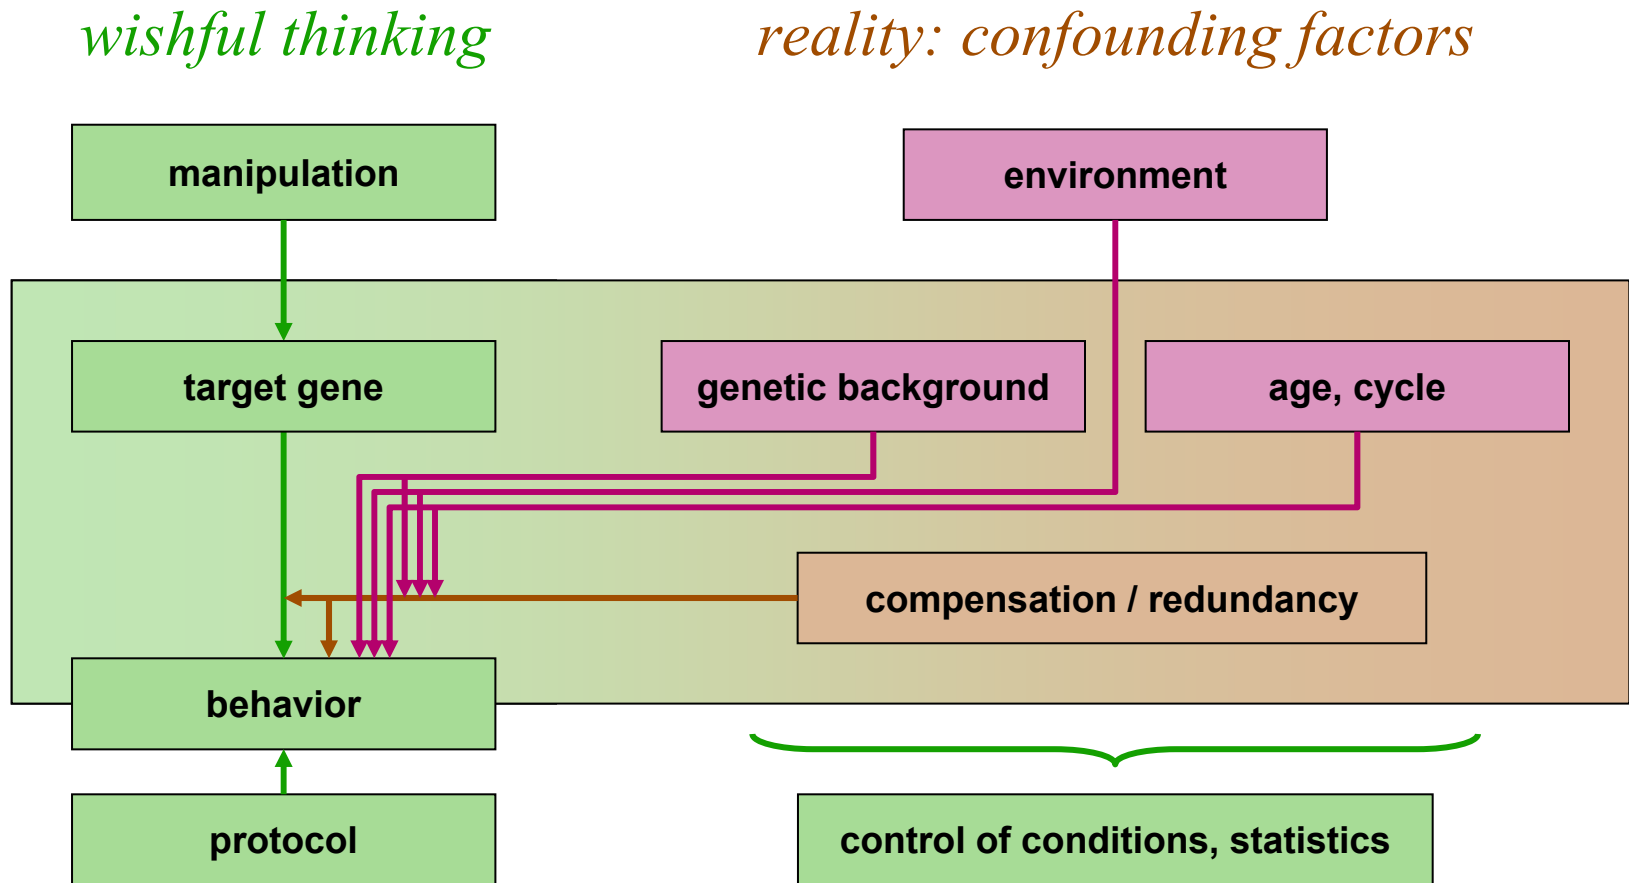 wishful thinking
reality: confounding factors
manipulation
environment
target gene
genetic background
age, cycle
compensation / redundancy
behavior
protocol
control of conditions, statistics